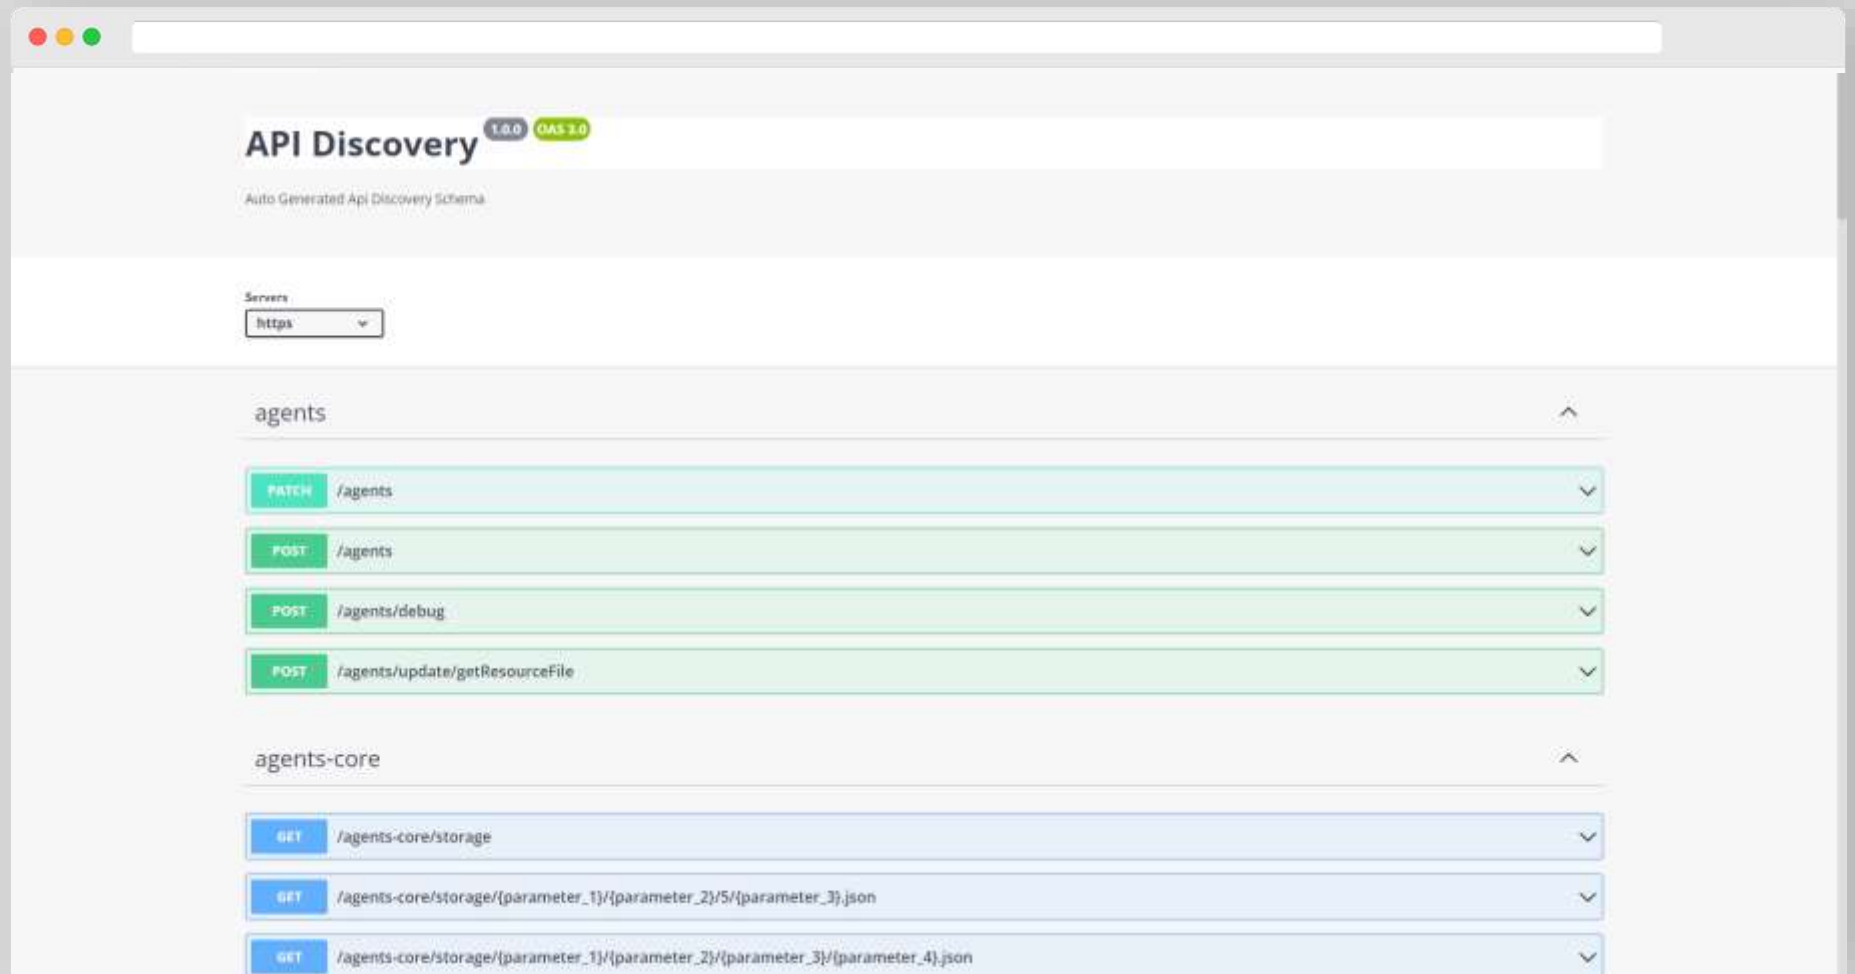 API Discovery 1.0.0 OAS 3.0
Auto Generated Api Discovery Schema
Servers
https
agents
PATCH /agents
POST /agents
POST /agents/debug
POST /agents/update/getResourceFile
agents-core
GET /agents-core/storage
GET /agents-core/storage/{parameter_1}/{parameter_2}/5/{parameter_3}.json
GET /agents-core/storage/{parameter_1}/{parameter_2}/{parameter_3}/{parameter_4}.json